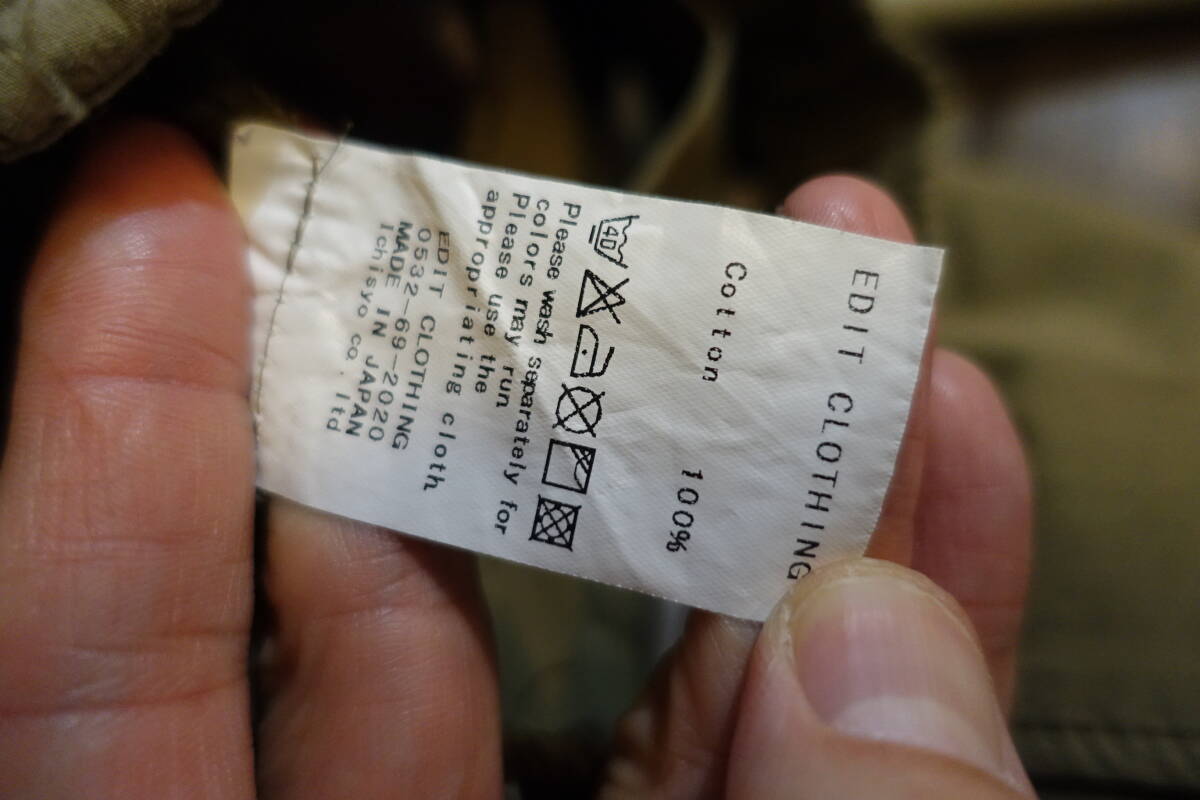 EDIT CLOTHING
Cotton 100%
40
please wash separately for
colors may run
please use the
appropriating cloth
EDIT CLOTHING
0532-69-2020
MADE IN JAPAN
Ichisyo co. ltd